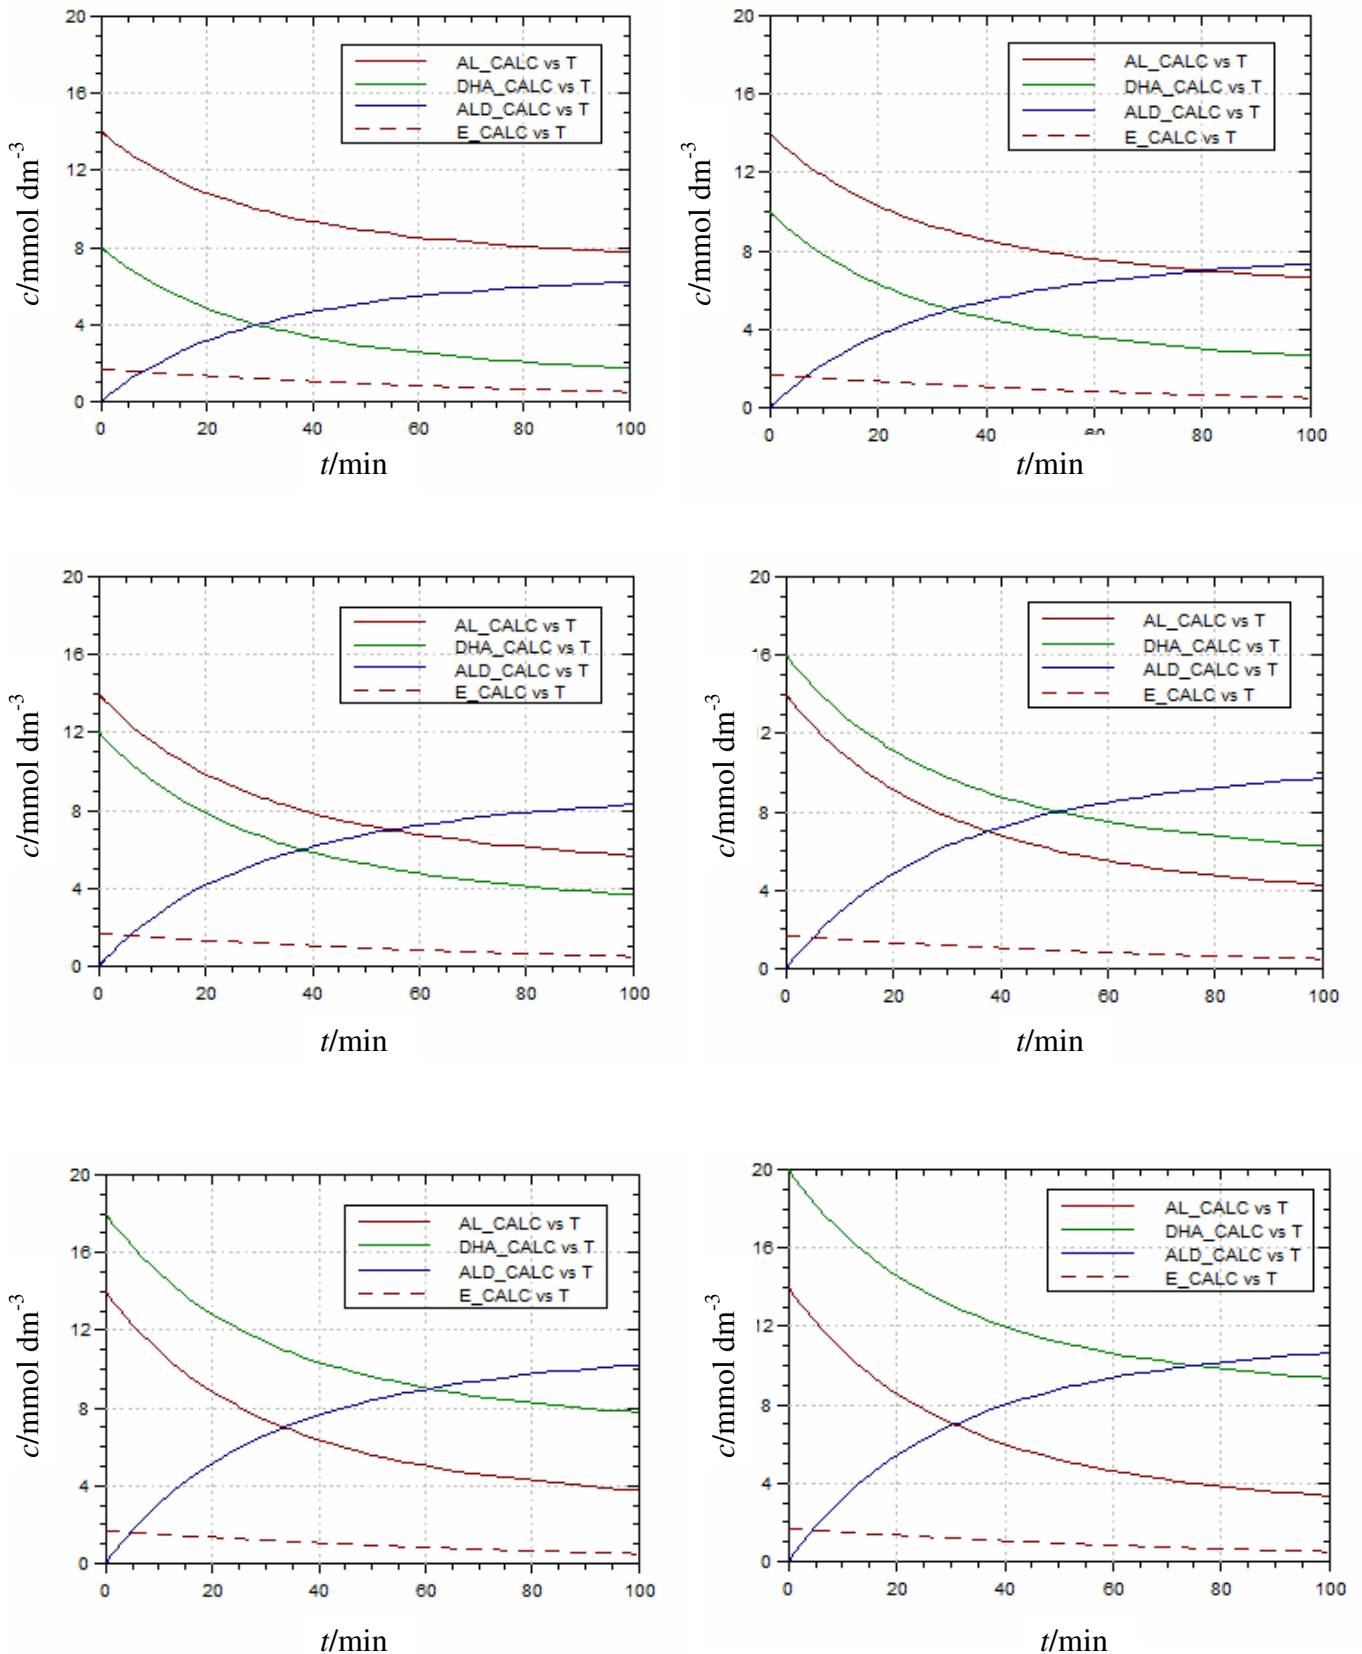 20
16
12
8
4
0
c/mmol dm-3
AL_CALC vs T
DHA_CALC vs T
ALD_CALC vs T
E_CALC vs T
0 20 40 60 80 100
t/min
20
16
12
8
4
0
c/mmol dm-3
AL_CALC vs T
DHA_CALC vs T
ALD_CALC vs T
E_CALC vs T
0 20 40 80 100
t/min
20
16
12
8
4
0
c/mmol dm-3
AL_CALC vs T
DHA_CALC vs T
ALD_CALC vs T
E_CALC vs T
0 20 40 60 80 100
t/min
20
16
2
8
4
0
c/mmol dm-3
AL_CALC vs T
DHA_CALC vs T
ALD_CALC vs T
E_CALC vs T
0 20 40 60 80 100
t/min
20
16
12
8
4
0
c/mmol dm-3
AL_CALC vs T
DHA_CALC vs T
ALD_CALC vs T
E_CALC vs T
0 20 40 60 80 100
t/min
20
16
12
8
4
0
c/mmol dm-3
AL_CALC vs T
DHA_CALC vs T
ALD_CALC vs T
E_CALC vs T
0 20 40 60 80 100
t/min